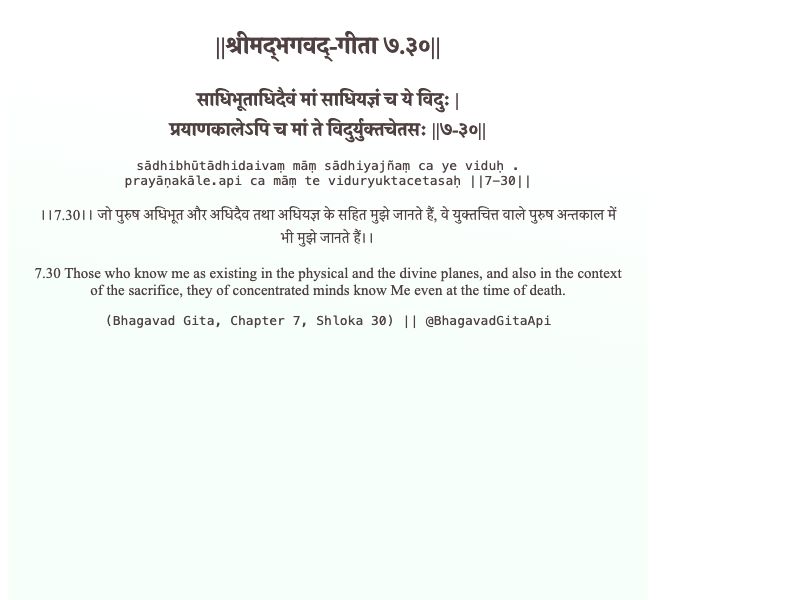 ||श्रीमद्‍भगवद्‍-गीता ७.३०||
साधिभूताधिदैवं मां साधियज्ञं च ये विदुः |
प्रयाणकालेऽपि च मां ते विदुर्युक्तचेतसः ||७-३०||
sādhibhūtādhidaivaṃ māṃ sādhiyajñaṃ ca ye viduḥ .
prayāṇakāle.api ca māṃ te viduryuktacetasaḥ ||7-30||
।।7.30।। जो पुरुष अधिभूत और अधिदैव तथा अधियज्ञ के सहित मुझे जानते हैं, वे युक्तचित्त वाले पुरुष अन्तकाल में
भी मुझे जानते हैं।।
7.30 Those who know me as existing in the physical and the divine planes, and also in the context
of the sacrifice, they of concentrated minds know Me even at the time of death.
(Bhagavad Gita, Chapter 7, Shloka 30) || @BhagavadGitaApi